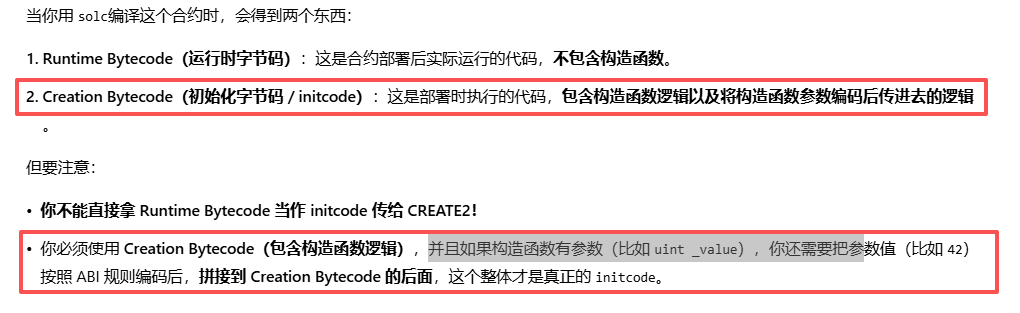 当你用 solc编译这个合约时，会得到两个东西：
1. Runtime Bytecode（运行时字节码）：这是合约部署后实际运行的代码，不包含构造函数。
2. Creation Bytecode（初始化字节码 / initcode）：这是部署时执行的代码，包含构造函数逻辑以及将构造函数参数编码后传进去的逻辑
。
但要注意：
• 你不能直接拿 Runtime Bytecode 当作 initcode 传给 CREATE2！
• 你必须使用 Creation Bytecode（包含构造函数逻辑），并且如果构造函数有参数（比如 uint _value），你还需要把参数值（比如 42）
按照 ABI 规则编码后，拼接到 Creation Bytecode 的后面，这个整体才是真正的 initcode。